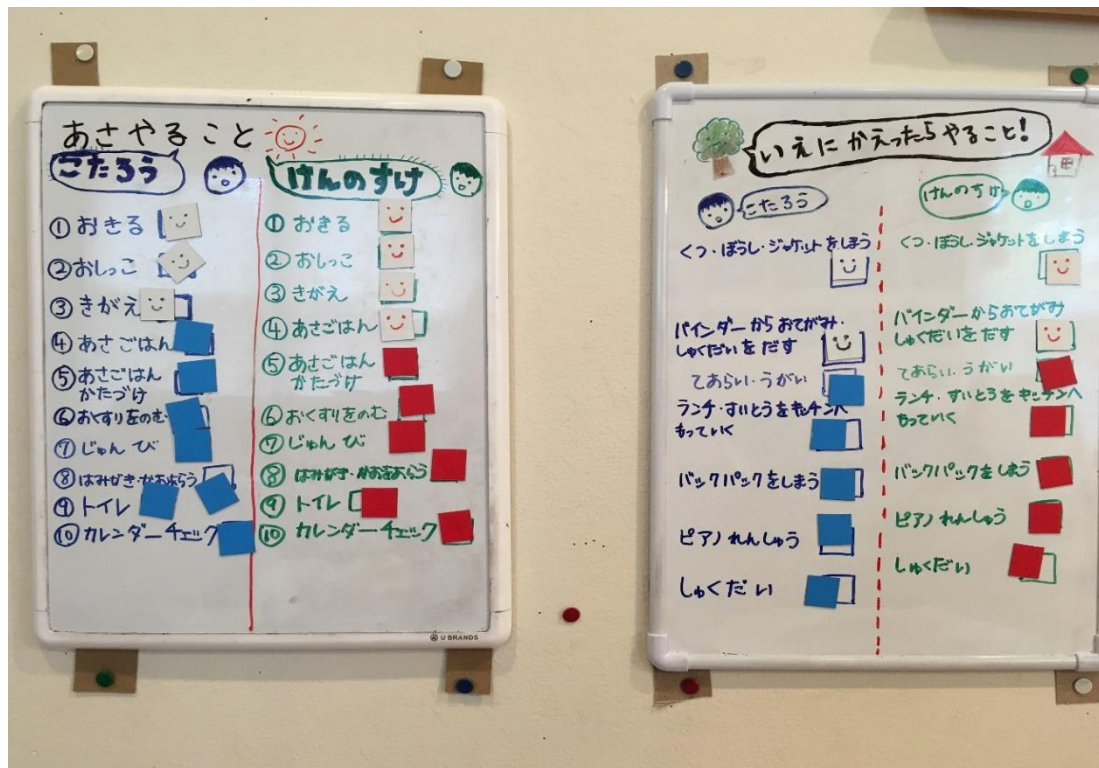 あさやること
こたろう
①おきる
②おしっこ
③きがえ
④あさごはん
⑤あさごはん
かたづけ
⑥おくすりをのむ
⑦じゅんび
⑧はみがき・かおあらう
⑨トイレ
⑩カレンダーチェック
けんのすけ
①おきる
②おしっこ
③きがえ
④あさごはん
⑤あさごはん
かたづけ
⑥おくすりをのむ
⑦じゅんび
⑧はみがき・かおをあらう
⑨トイレ
⑩カレンダーチェック
U BRANDS
いえにかえったらやること!
こたろう
くつ・ぼうし・ジャケットをしまう
バインダーからおてがみ・
しゅくだいをだす
てあらい・うがい
ランチ・すいとうをキッチンへ
もっていく
バックパックをしまう
ピアノれんしゅう
しゅくだい
けんのすけ
くつ・ぼうし・ジャケットをしまう
バインダーからおてがみ
しゅくだいをだす
てあらい・うがい
ランチ・すいとうをキッチンへ
もっていく
バックパックをしまう
ピアノれんしゅう
しゅくだい